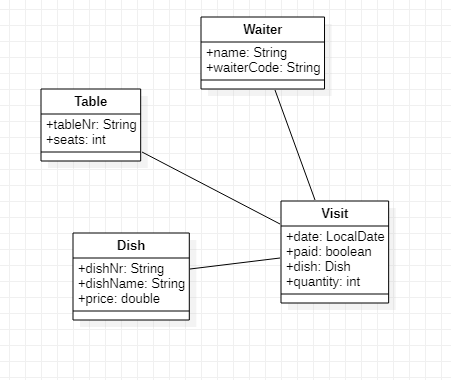 Waiter
+name: String
+waiterCode: String
Table
+tableNr: String
+seats: int
Visit
+date: LocalDate
+paid: boolean
+dish: Dish
+quantity: int
Dish
+dishNr: String
+dishName: String
+price: double